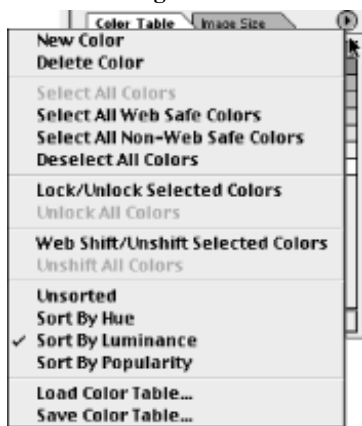 Color Table Image Size
New Color
Delete Color
Select All Colors
Select All Web Safe Colors
Select All Non-Web Safe Colors
Deselect All Colors
Lock/Unlock Selected Colors
Unlock All Colors
Web Shift/Unshift Selected Colors
Unshift All Colors
Unsorted
Sort By Hue
✓ Sort By Luminance
Sort By Popularity
Load Color Table...
Save Color Table...